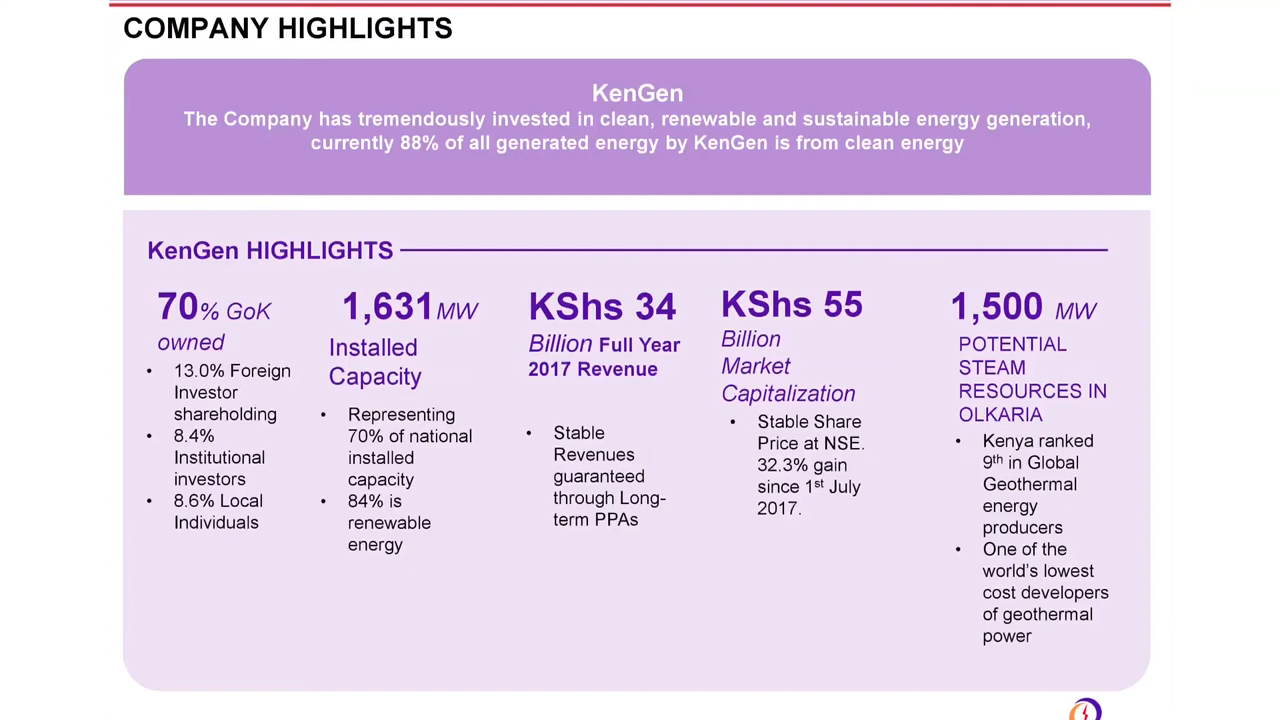 COMPANY HIGHLIGHTS
KenGen
The Company has tremendously invested in clean, renewable and sustainable energy generation,
currently 88% of all generated energy by KenGen is from clean energy
KenGen HIGHLIGHTS
70% GoK
owned
• 13.0% Foreign
Investor
shareholding
• 8.4%
Institutional
investors
• 8.6% Local
Individuals
1,631MW
Installed
Capacity
• Representing
70% of national
installed
capacity
• 84% is
renewable
energy
KShs 34
Billion Full Year
2017 Revenue
• Stable
Revenues
guaranteed
through Long-
term PPAs
KShs 55
Billion
Market
Capitalization
• Stable Share
Price at NSE.
32.3% gain
since 1st July
2017.
1,500 MW
POTENTIAL
STEAM
RESOURCES IN
OLKARIA
• Kenya ranked
9th in Global
Geothermal
energy
producers
• One of the
world's lowest
cost developers
of geothermal
power